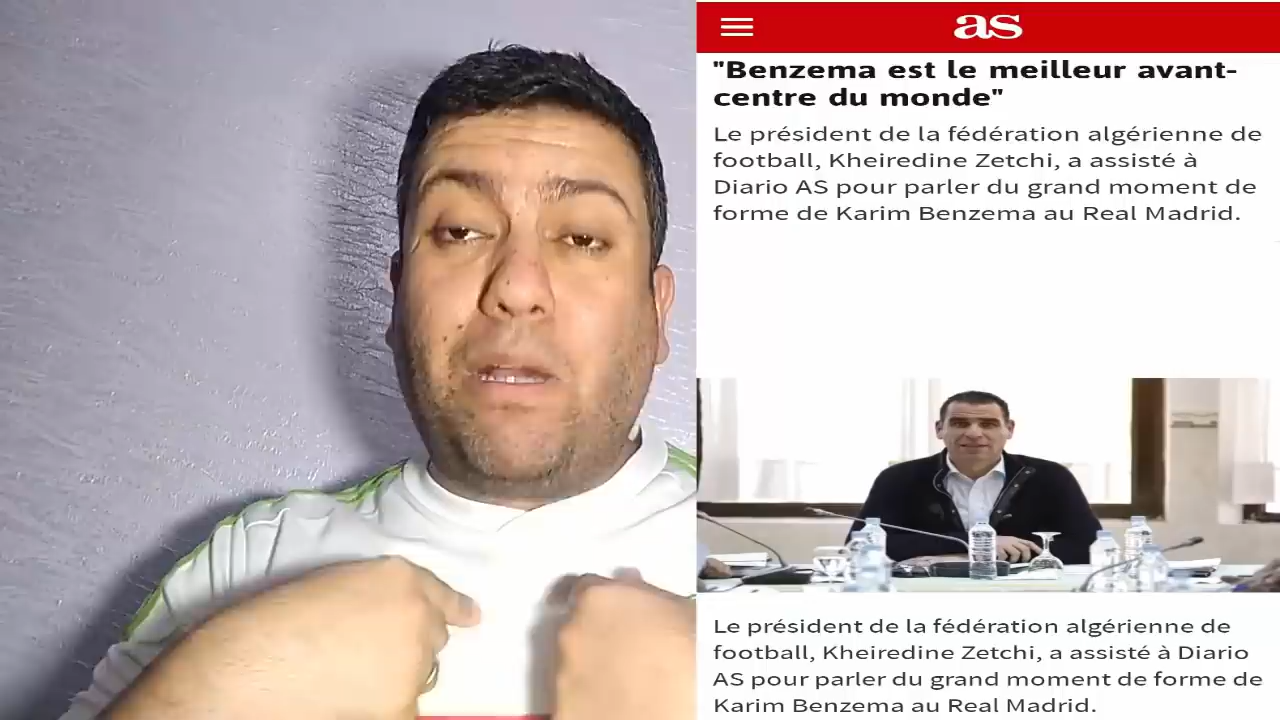 as
"Benzema est le meilleur avant-
centre du monde"
Le président de la fédération algérienne de
football, Kheiredine Zetchi, a assisté à
Diario AS pour parler du grand moment de
forme de Karim Benzema au Real Madrid.
Le président de la fédération algérienne de
football, Kheiredine Zetchi, a assisté à Diario
AS pour parler du grand moment de forme de
Karim Benzema au Real Madrid.